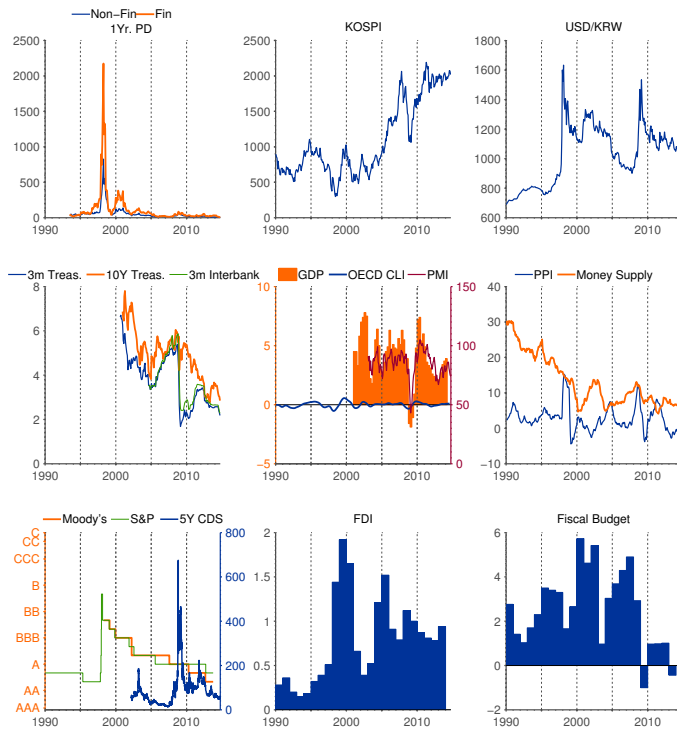 Non-Fin Fin
1Yr. PD KOSPI USD/KRW
2500 2500 1800
2000 2000 1600
1500 1500 1400
1200
1000 1000
1000
500 500 800
0 0 600
1990 2000 2010 1990 2000 2010 1990 2000 2010
3m Treas. 10Y Treas. 3m Interbank GDP OECD CLI PMI PPI Money Supply
8 10 150 40
30
6 5 100 20
4
10
2 0 50 0
0 −5 0 −10
1990 2000 2010 1990 2000 2010 1990 2000 2010
Moody's S&P 5Y CDS FDI Fiscal Budget
C 800 2 6
CC
CCC 600 1.5 4
B
BB 400 1 2
BBB
A 200 0.5 0
AA
AAA 0 0 −2
1990 2000 2010 1990 2000 2010 1990 2000 2010